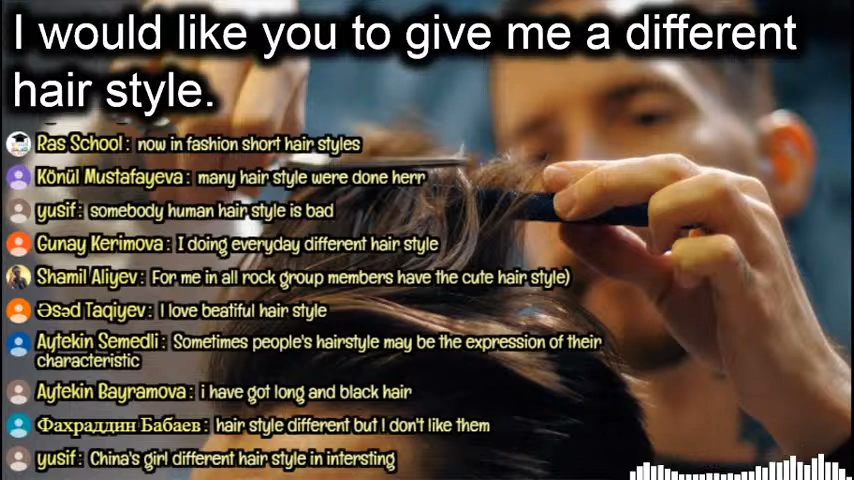 I would like you to give me a different
hair style.
Ras School : now in fashion short hair styles
Könül Mustafayeva : many hair style were done herr
yusif : somebody human hair style is bad
Gunay Kerimova : I doing everyday different hair style
Shamil Aliyev : For me in all rock group members have the cute hair style)
Əsəd Taqiyev : I love beatiful hair style
Aytekin Semedli : Sometimes people's hairstyle may be the expression of their
characteristic
Aytekin Bayramova : i have got long and black hair
Фахраддин Бабаев : hair style different but I don't like them
yusif : China's girl different hair style in intersting